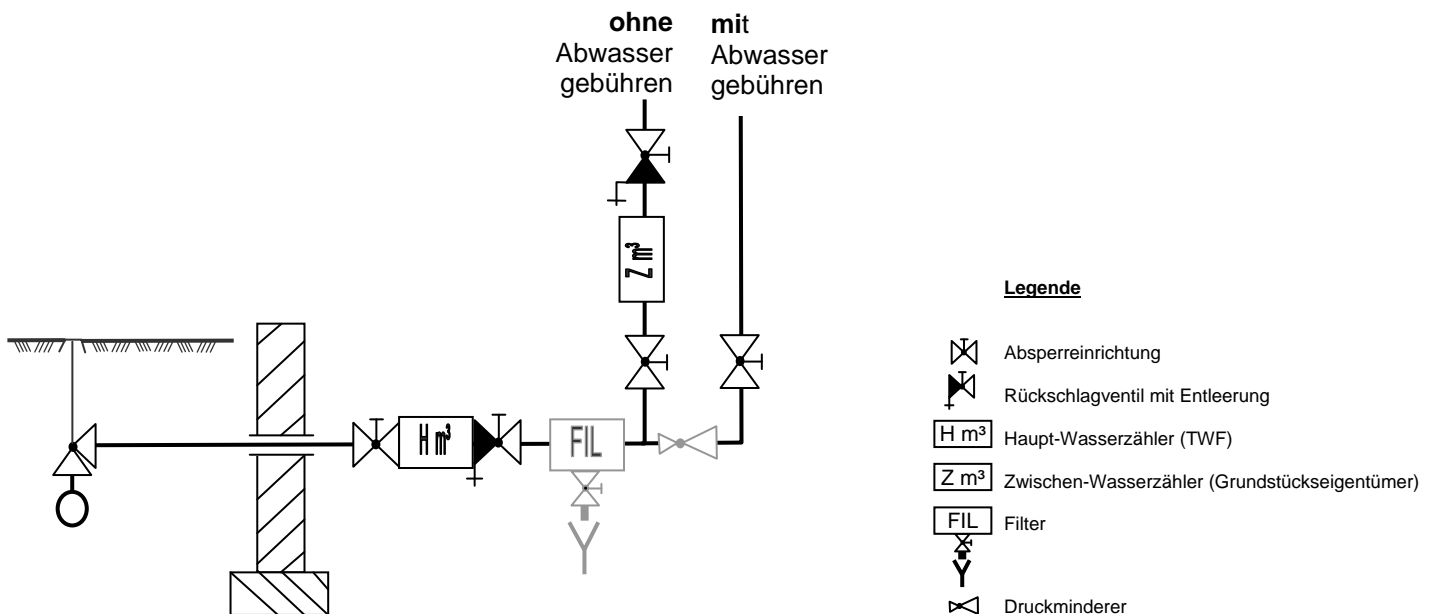 ohne
Abwasser
gebühren
mit
Abwasser
gebühren
Z m³
H m³
FIL
Legende
Absperreinrichtung
Rückschlagventil mit Entleerung
H m³ Haupt-Wasserzähler (TWF)
Z m³ Zwischen-Wasserzähler (Grundstückseigentümer)
FIL Filter
Druckminderer